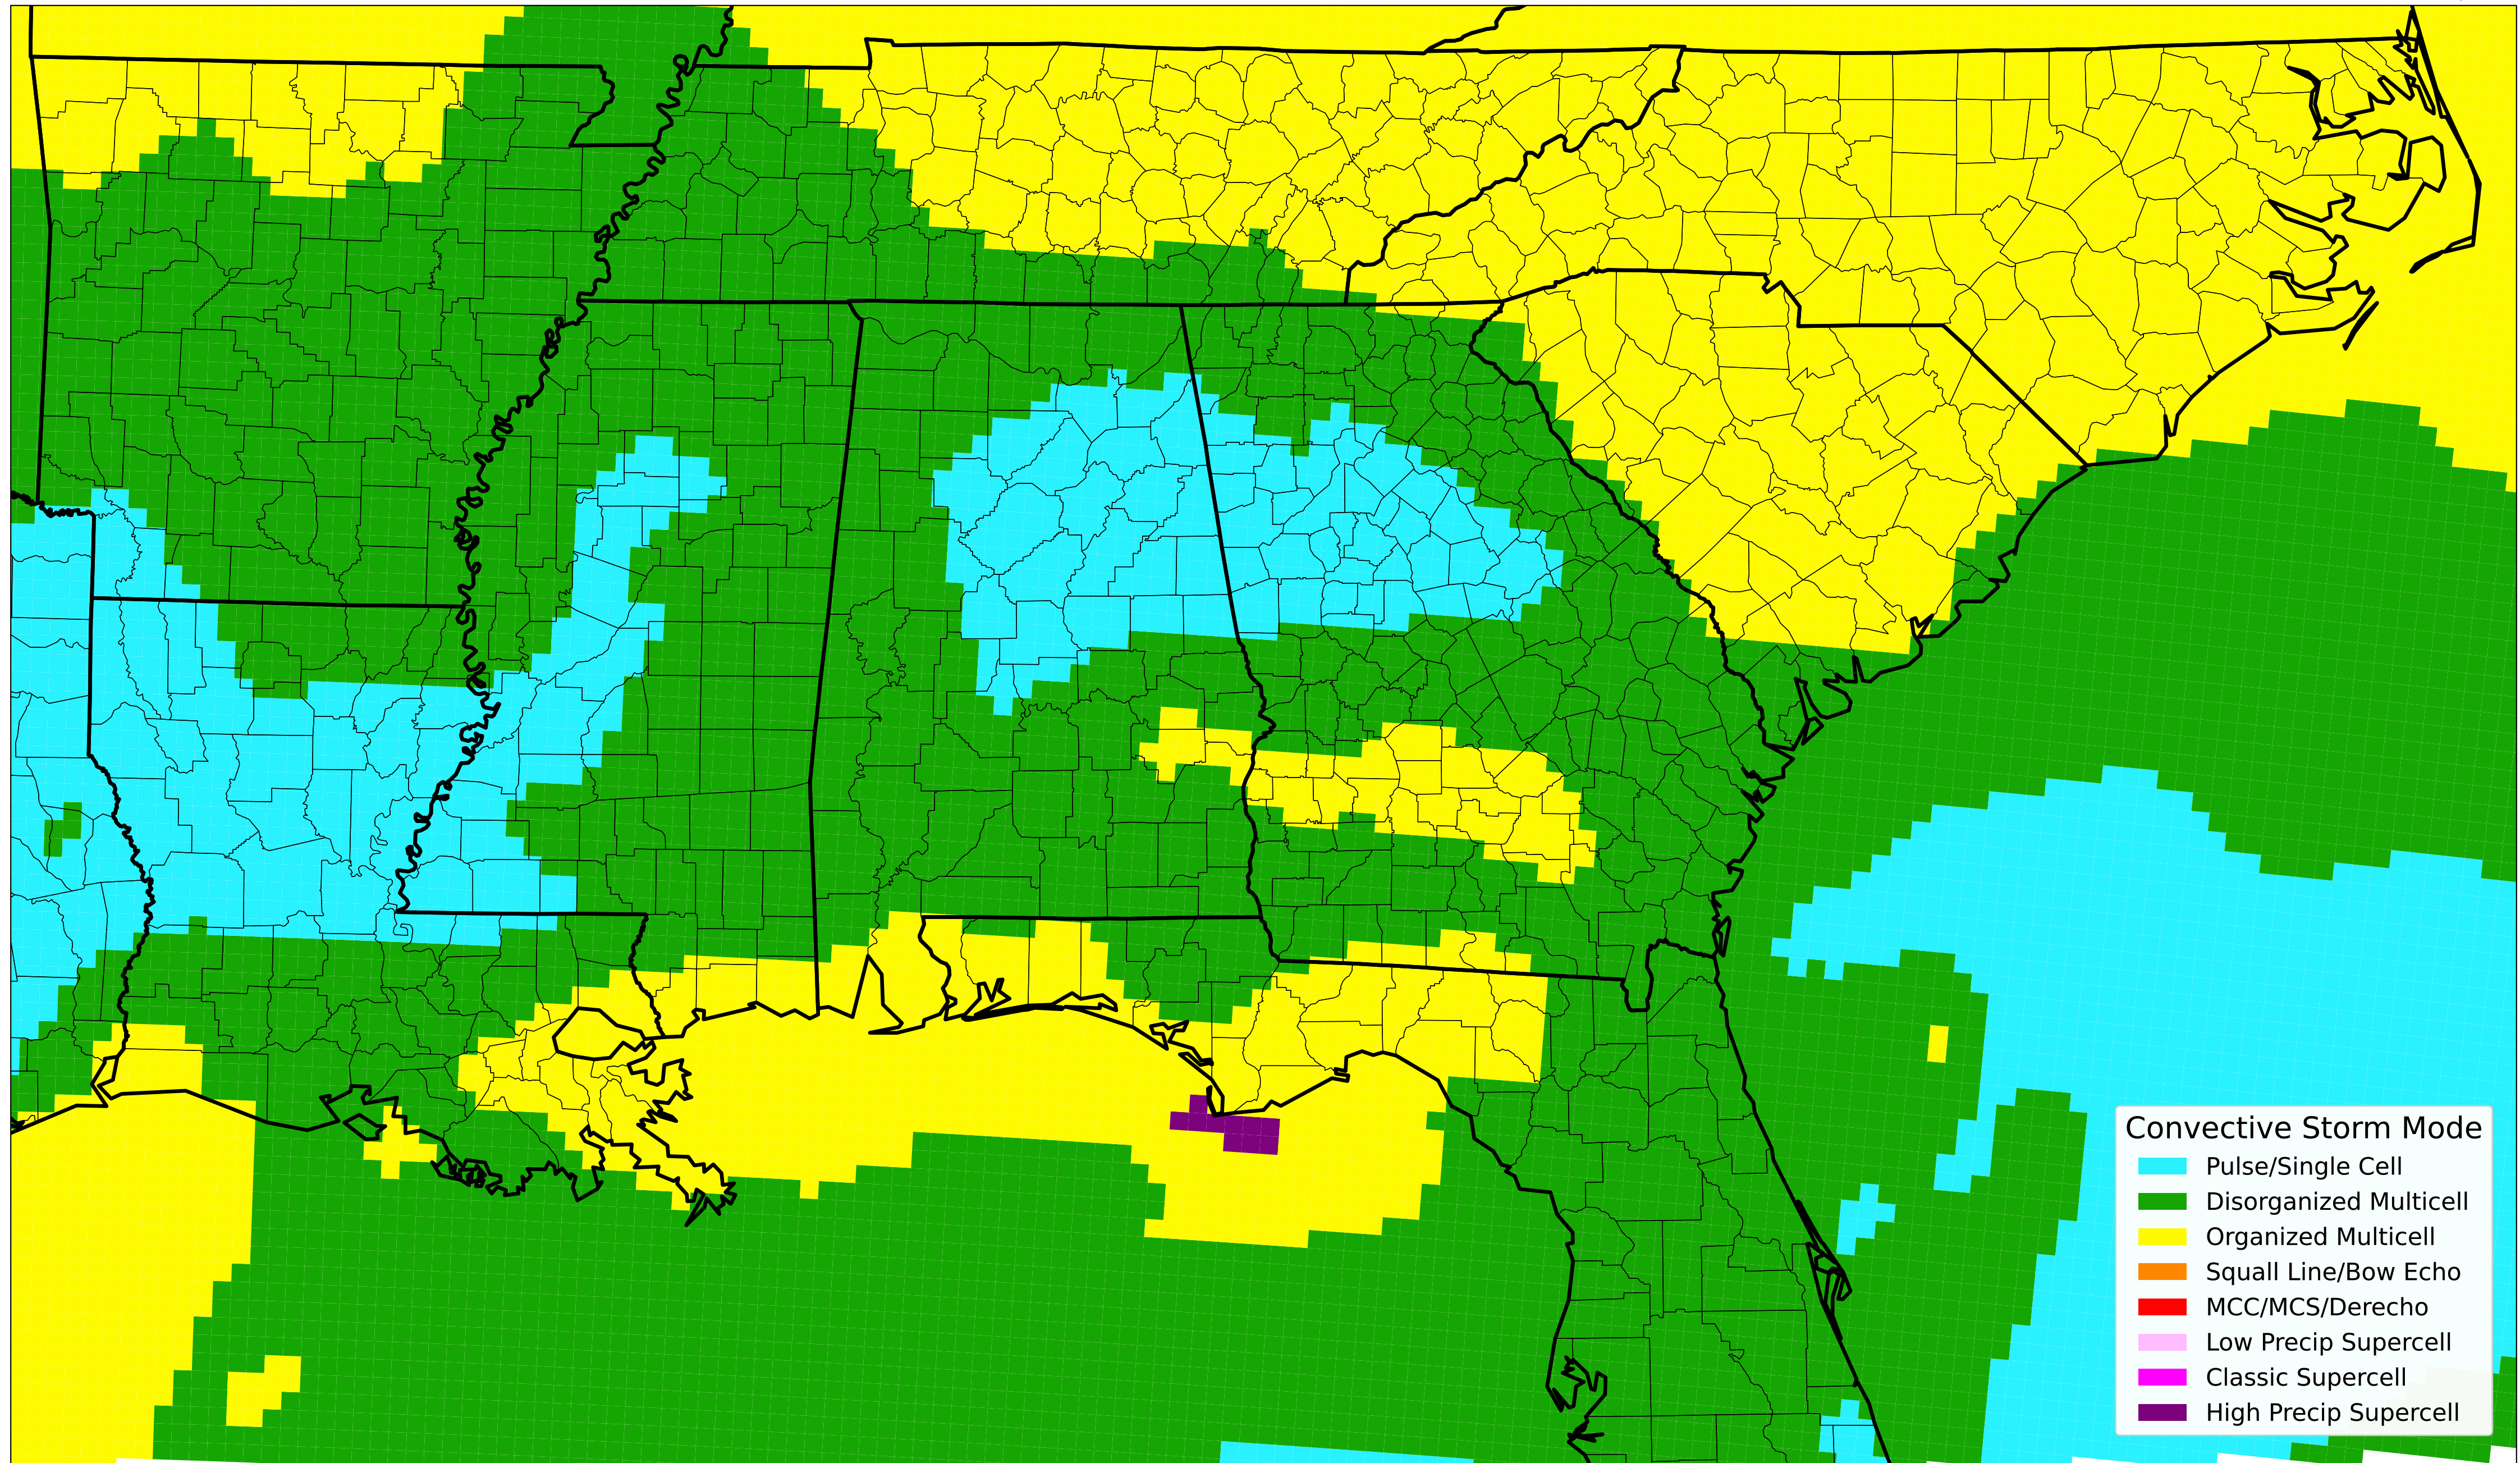 Convective Storm Mode
Pulse/Single Cell
Disorganized Multicell
Organized Multicell
Squall Line/Bow Echo
MCC/MCS/Derecho
Low Precip Supercell
Classic Supercell
High Precip Supercell